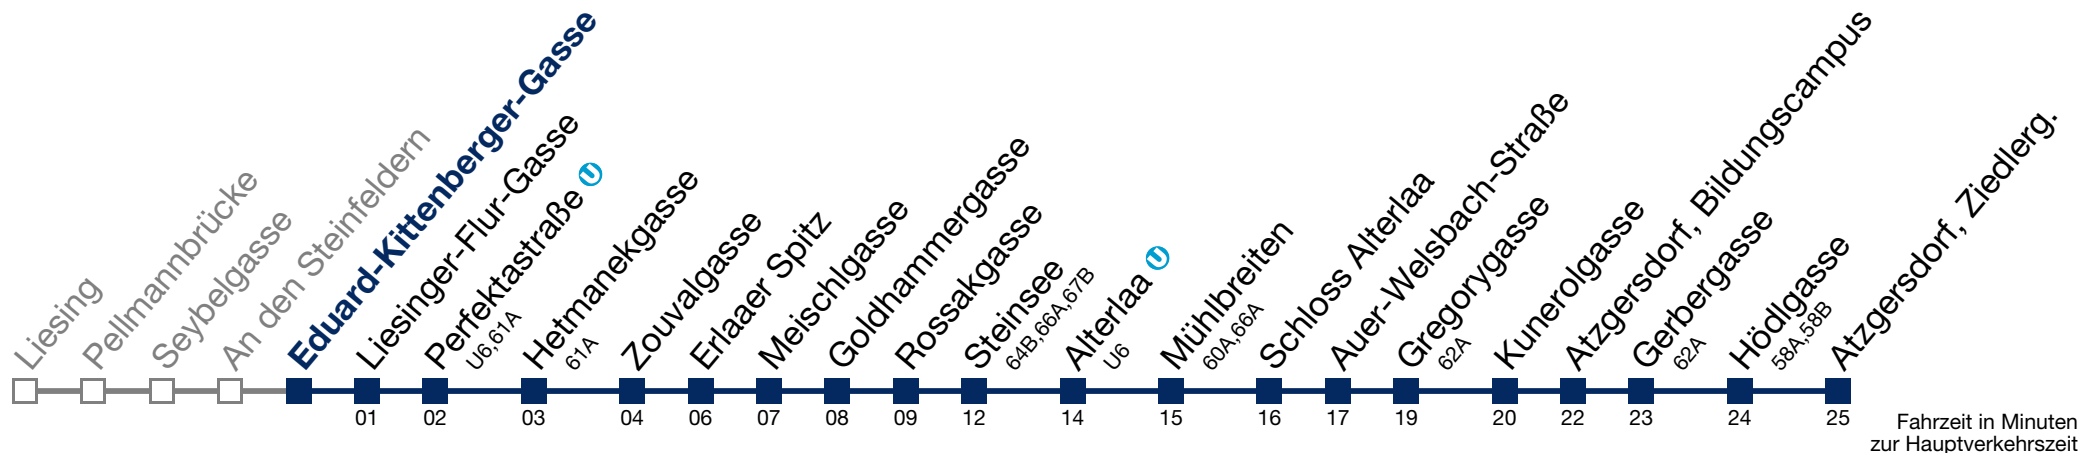 Liesing
Pellmannbrücke
Seybelgasse
An den Steinfeldern
Eduard-Kittenberger-Gasse
Liesinger-Flur-Gasse
01
Perfektastraße U
U6,61A
02
Hetmanekgasse
61A
03
Zouvalgasse
04
Erlaaer Spitz
06
Meischlgasse
07
Goldhammergasse
08
Rossakgasse
09
Steinsee
64B,66A,67B
12
Alterlaa U
U6
14
Mühlbreiten
60A,66A
15
Schloss Alterlaa
16
Auer-Welsbach-Straße
17
Gregorygasse
62A
19
Kunerolgasse
20
Atzgersdorf, Bildungscampus
22
Gerbergasse
62A
23
Hödlgasse
58A,58B
24
Atzgersdorf, Ziedlerg.
25
Fahrzeit in Minuten
zur Hauptverkehrszeit